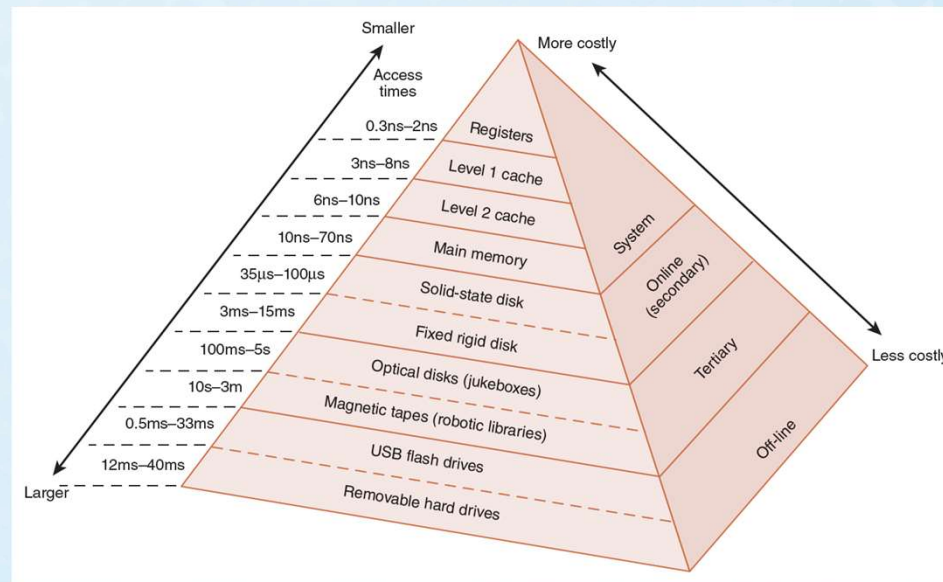 Smaller
More costly
Access
times
0.3ns–2ns
Registers
3ns–8ns
Level 1 cache
6ns–10ns
Level 2 cache
System
10ns–70ns
Main memory
Online
(secondary)
35µs–100µs
Solid-state disk
3ms–15ms
Fixed rigid disk
Less costly
100ms–5s
Optical disks (jukeboxes)
Tertiary
10s–3m
Magnetic tapes (robotic libraries)
0.5ms–33ms
USB flash drives
Off-line
12ms–40ms
Removable hard drives
Larger